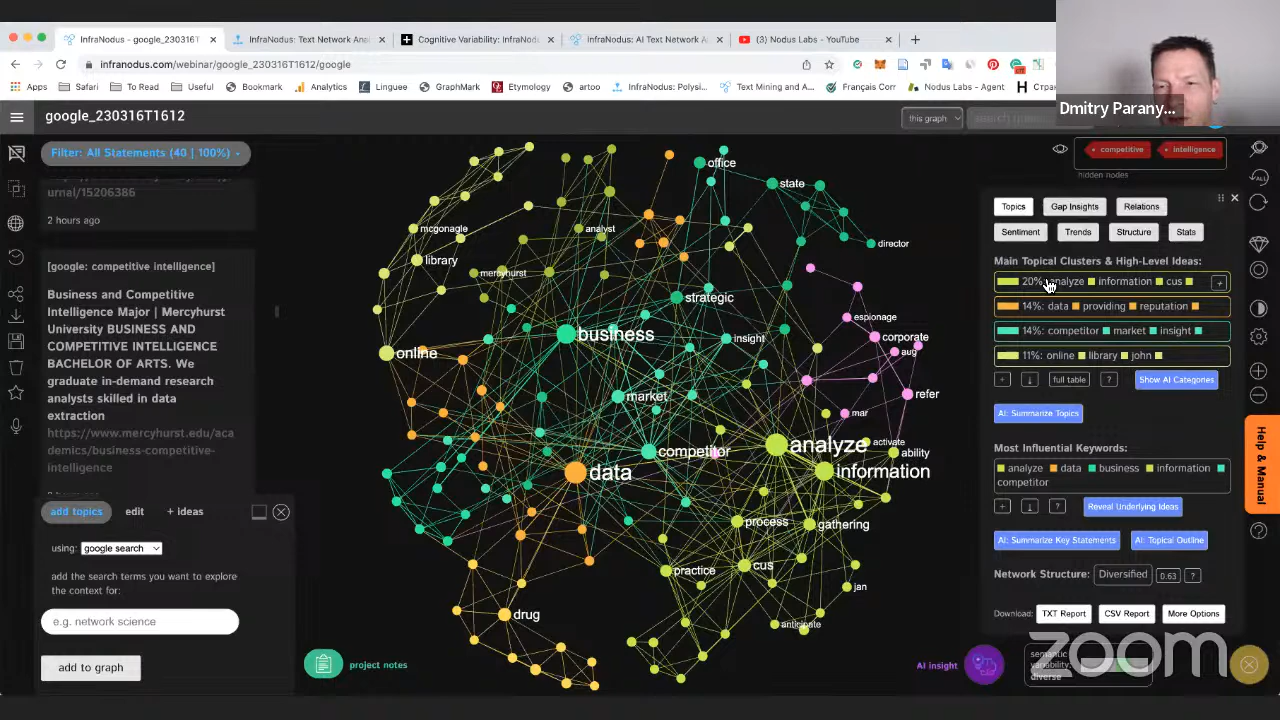 InfraNodus - google_230316T1
InfraNodus: Text Network Ana
Cognitive Variability: InfraNod
InfraNodus: AI Text Network A
(3) Nodus Labs - YouTube
infranodus.com/webinar/google_230316T1612/google
Apps
Safari
To Read
Useful
Bookmark
Analytics
Linguee
GraphMark
Etymology
artoo
InfraNodus: Polysi...
Text Mining and A...
Français Corr
Nodus Labs - Agent
Стра
Dmitry Parany...
google_230316T1612
this graph
Filter: All Statements (40 | 100%)
urnal/15206386
2 hours ago
[google: competitive intelligence]
Business and Competitive
Intelligence Major | Mercyhurst
University BUSINESS AND
COMPETITIVE INTELLIGENCE
BACHELOR OF ARTS. We
graduate in-demand research
analysts skilled in data
extraction
https://www.mercyhurst.edu/aca
demics/business-competitive-
intelligence
add topics
edit
+ ideas
using:
google search
add the search terms you want to explore
the context for:
e.g. network science
add to graph
project notes
office
state
mcgonagle
analyst
director
library
mercyhurst
strategic
espionage
business
insight
corporate
aug
online
market
refer
mar
analyze
activate
competitor
ability
data
information
process
gathering
practice
cus
jan
drug
anticipate
competitive
intelligence
hidden nodes
Topics
Gap Insights
Relations
Sentiment
Trends
Structure
Stats
Main Topical Clusters & High-Level Ideas:
20%: analyze information cus
14%: data providing reputation
14%: competitor market insight
11%: online library john
full table
?
Show AI Categories
AI: Summarize Topics
Most Influential Keywords:
analyze data business information
competitor
?
Reveal Underlying Ideas
AI: Summarize Key Statements
AI: Topical Outline
Network Structure:
Diversified
0.63
?
Download:
TXT Report
CSV Report
More Options
AI insight
semantic
variability:
diverse
Help & Manual
zoom